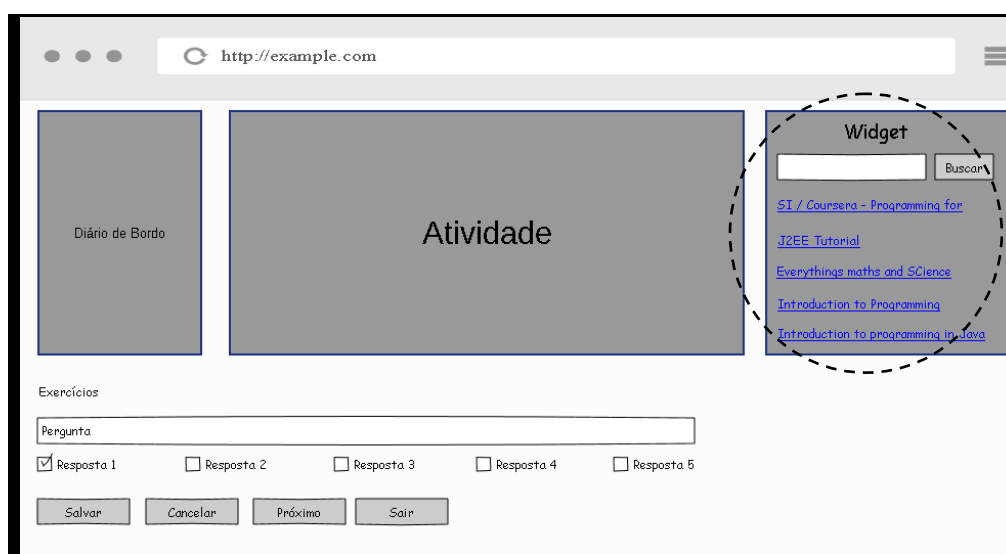 http://example.com
Diário de Bordo
Atividade
Widget
Buscar
SI / Coursera - Programming for
J2EE Tutorial
Everythings maths and SCience
Introduction to Programming
Introduction to programming in Java
Exercícios
Pergunta
Resposta 1 Resposta 2 Resposta 3 Resposta 4 Resposta 5
Salvar Cancelar Próximo Sair